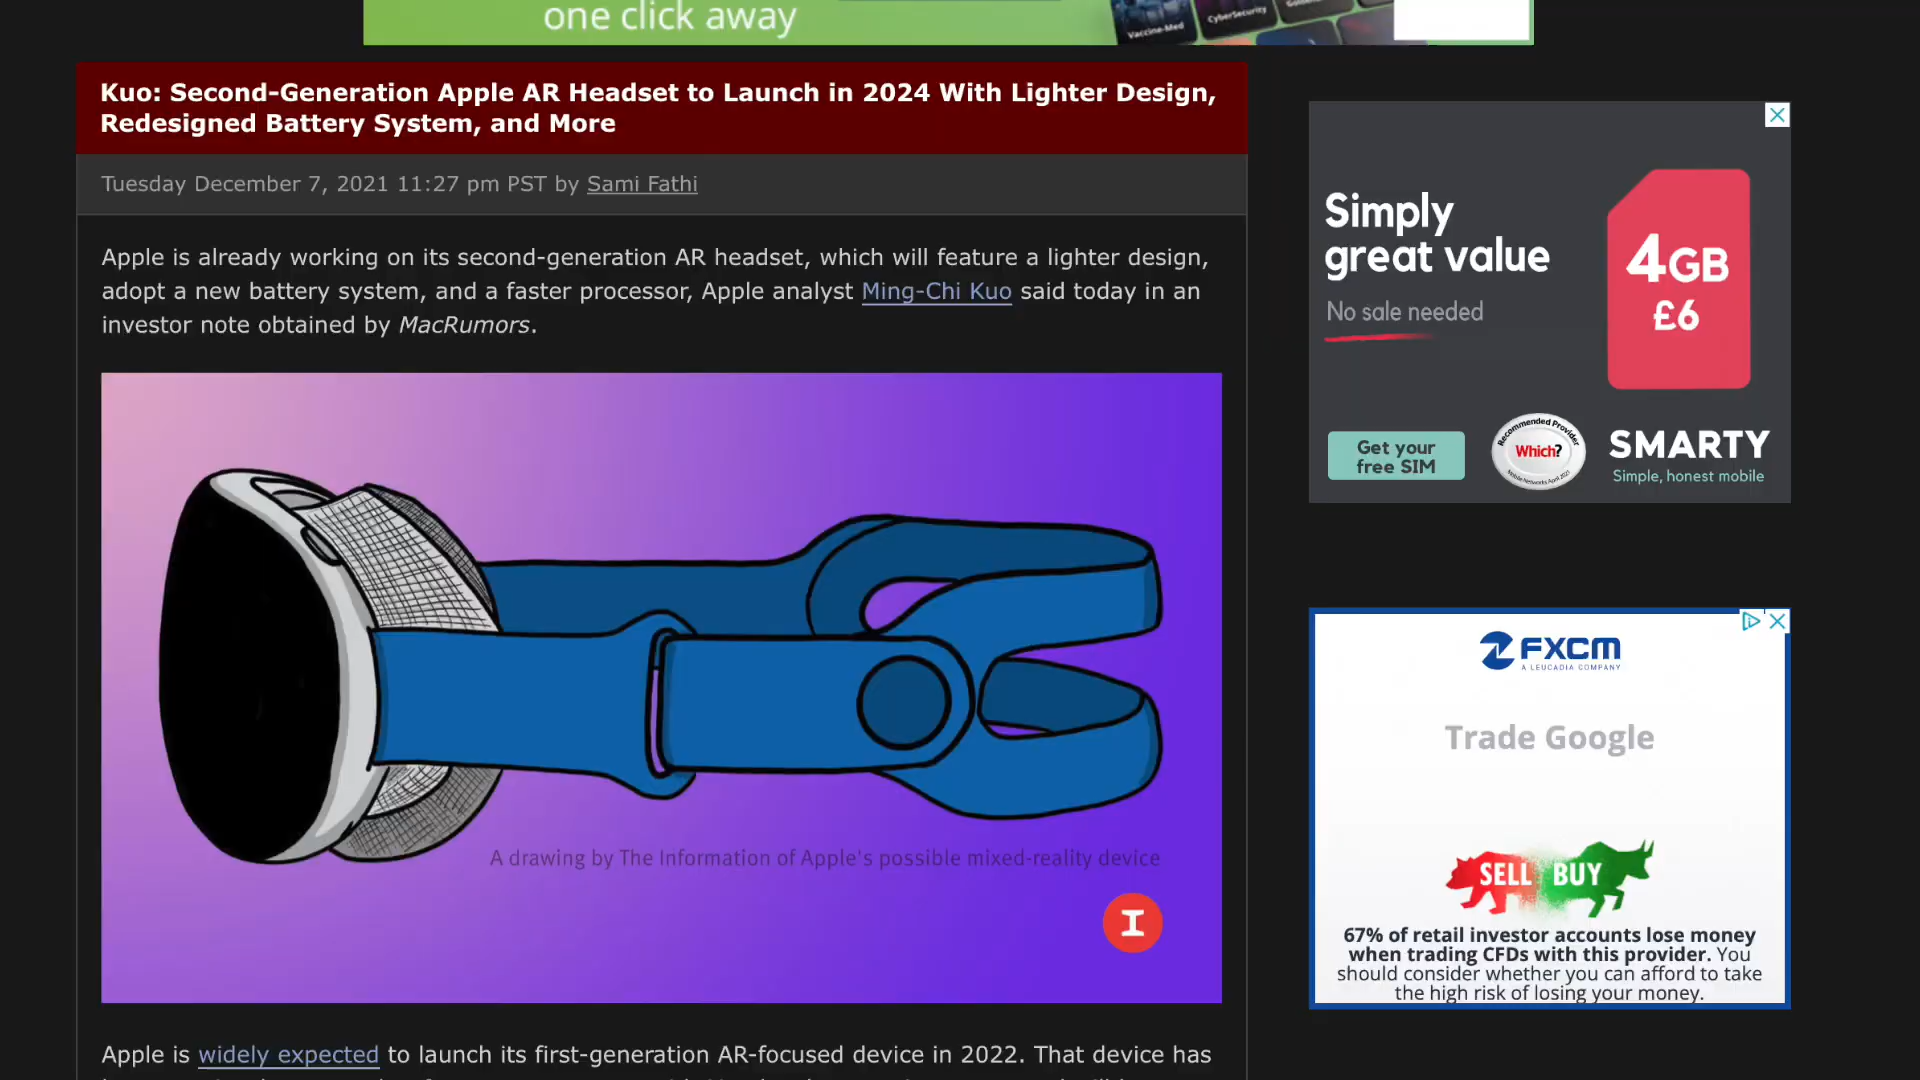 one click away
Vaccine-Med
CyberSecurity
Kuo: Second-Generation Apple AR Headset to Launch in 2024 With Lighter Design,
Redesigned Battery System, and More
Tuesday December 7, 2021 11:27 pm PST by Sami Fathi
Apple is already working on its second-generation AR headset, which will feature a lighter design,
adopt a new battery system, and a faster processor, Apple analyst Ming-Chi Kuo said today in an
investor note obtained by MacRumors.
A drawing by The Information of Apple's possible mixed-reality device
I
Apple is widely expected to launch its first-generation AR-focused device in 2022. That device has
Simply
great value
No sale needed
4GB
£6
Get your
free SIM
Recommended Provider
Which?
SMARTY
Simple, honest mobile
FXCM
A LEUCADIA COMPANY
Trade Google
SELL BUY
67% of retail investor accounts lose money
when trading CFDs with this provider. You
should consider whether you can afford to take
the high risk of losing your money.